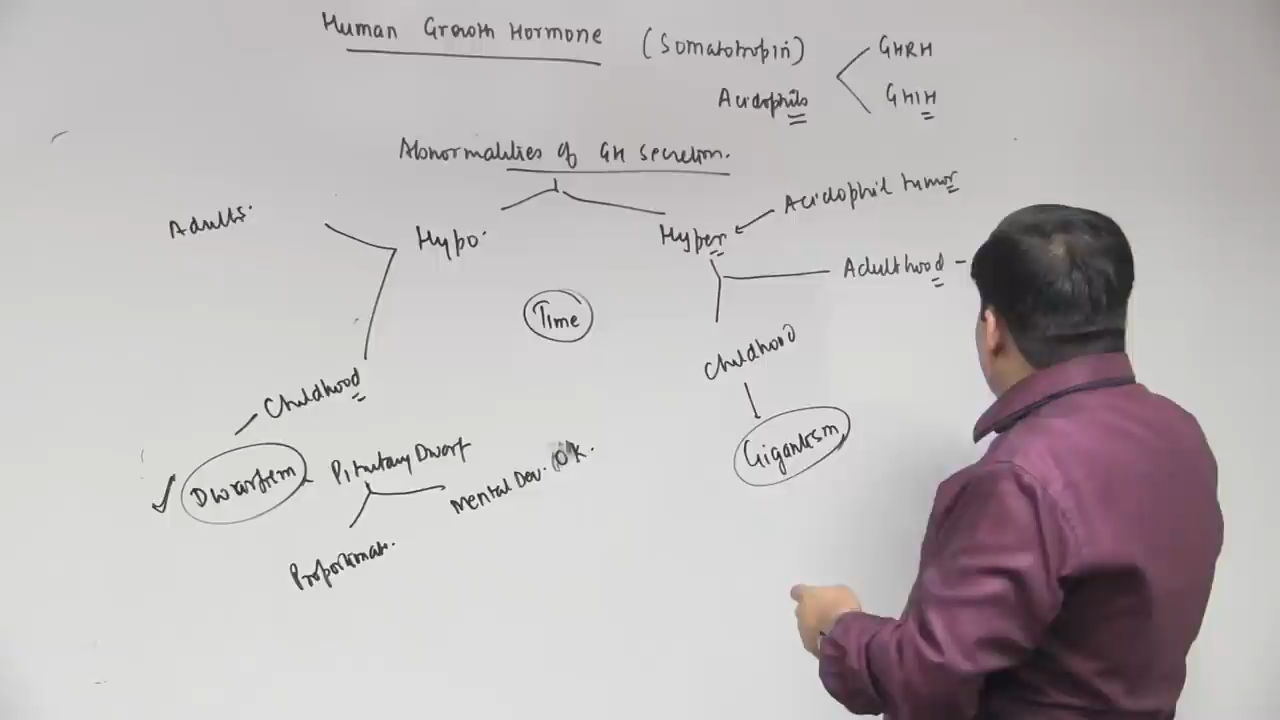 Human Growth Hormone (Somatotropin)
GHRH
Acidophils
GHIH
Abnormalities of GH Secretion.
Acidophil tumor
Adults.
Hypo.
Hyper
Adulthood -
Time
Childhood
Childhood
Gigantism
Dwarfism
Pituitary Dwarf
Mental Dev. OK.
Proportionate.